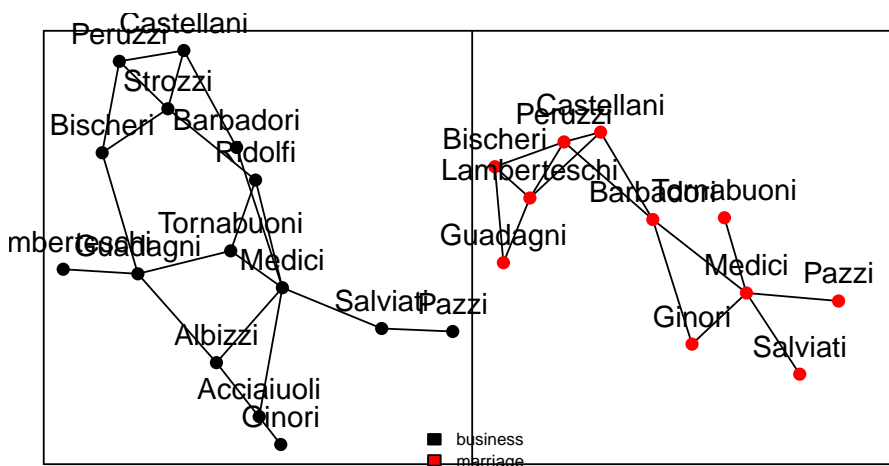 Castellani
Peruzzi
Strozzi
Barbadori
Bischeri
Ridolfi
Tornabuoni
mberteschi
Guadagni
Medici
Salviati
Pazzi
Albizzi
Acciaiuoli
Ginori
Castellani
Peruzzi
Bischeri
Lamberteschi
Barbadori
Tornabuoni
Guadagni
Medici
Pazzi
Ginori
Salviati
business
marriage